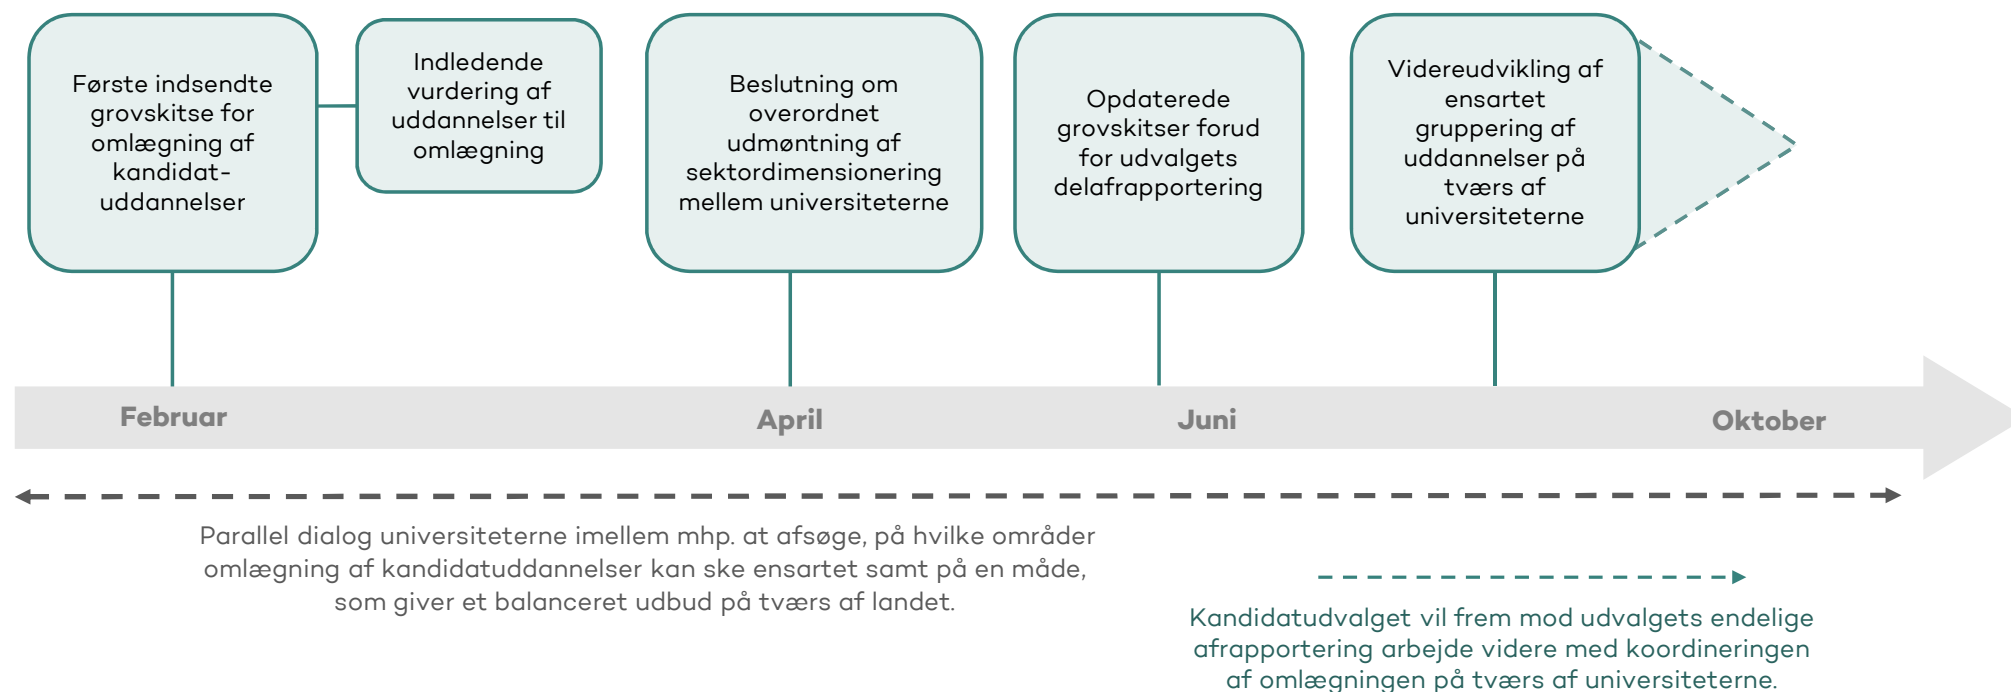 Første indsendte
grovskitse for
omlægning af
kandidat-
uddannelser
Indledende
vurdering af
uddannelser til
omlægning
Beslutning om
overordnet
udmøntning af
sektordimensionering
mellem universiteterne
Opdaterede
grovskitser forud
for udvalgets
delafrapportering
Videreudvikling af
ensartet
gruppering af
uddannelser på
tværs af
universiteterne
Februar
April
Juni
Oktober
Parallel dialog universiteterne imellem mhp. at afsøge, på hvilke områder
omlægning af kandidatuddannelser kan ske ensartet samt på en måde,
som giver et balanceret udbud på tværs af landet.
Kandidatudvalget vil frem mod udvalgets endelige
afrapportering arbejde videre med koordineringen
af omlægningen på tværs af universiteterne.